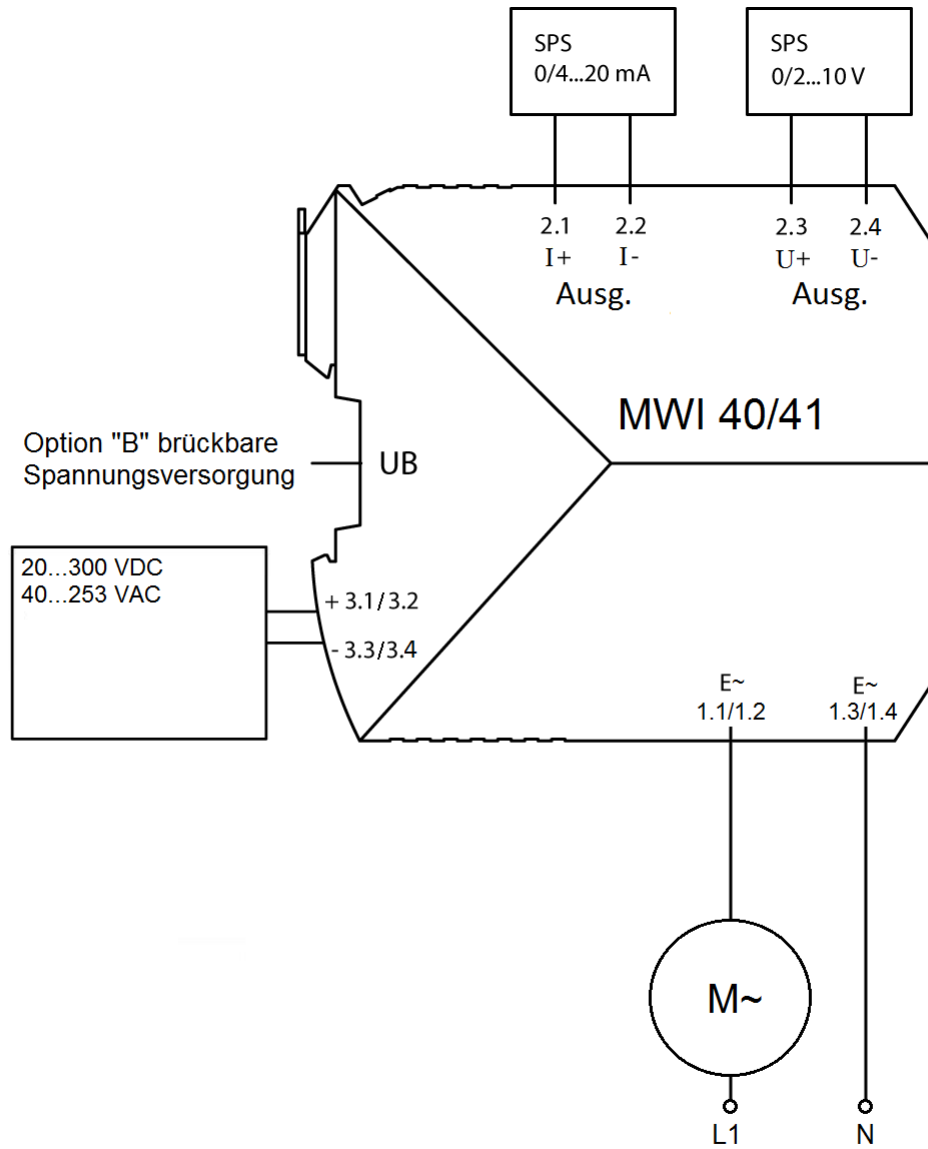 SPS
0/4...20 mA
SPS
0/2...10 V
2.1
2.2
2.3
2.4
I+
I-
U+
U-
Ausg.
Ausg.
MWI 40/41
Option "B" brückbare
Spannungsversorgung
UB
20...300 VDC
40...253 VAC
+ 3.1/3.2
- 3.3/3.4
E~
1.1/1.2
E~
1.3/1.4
M~
L1
N